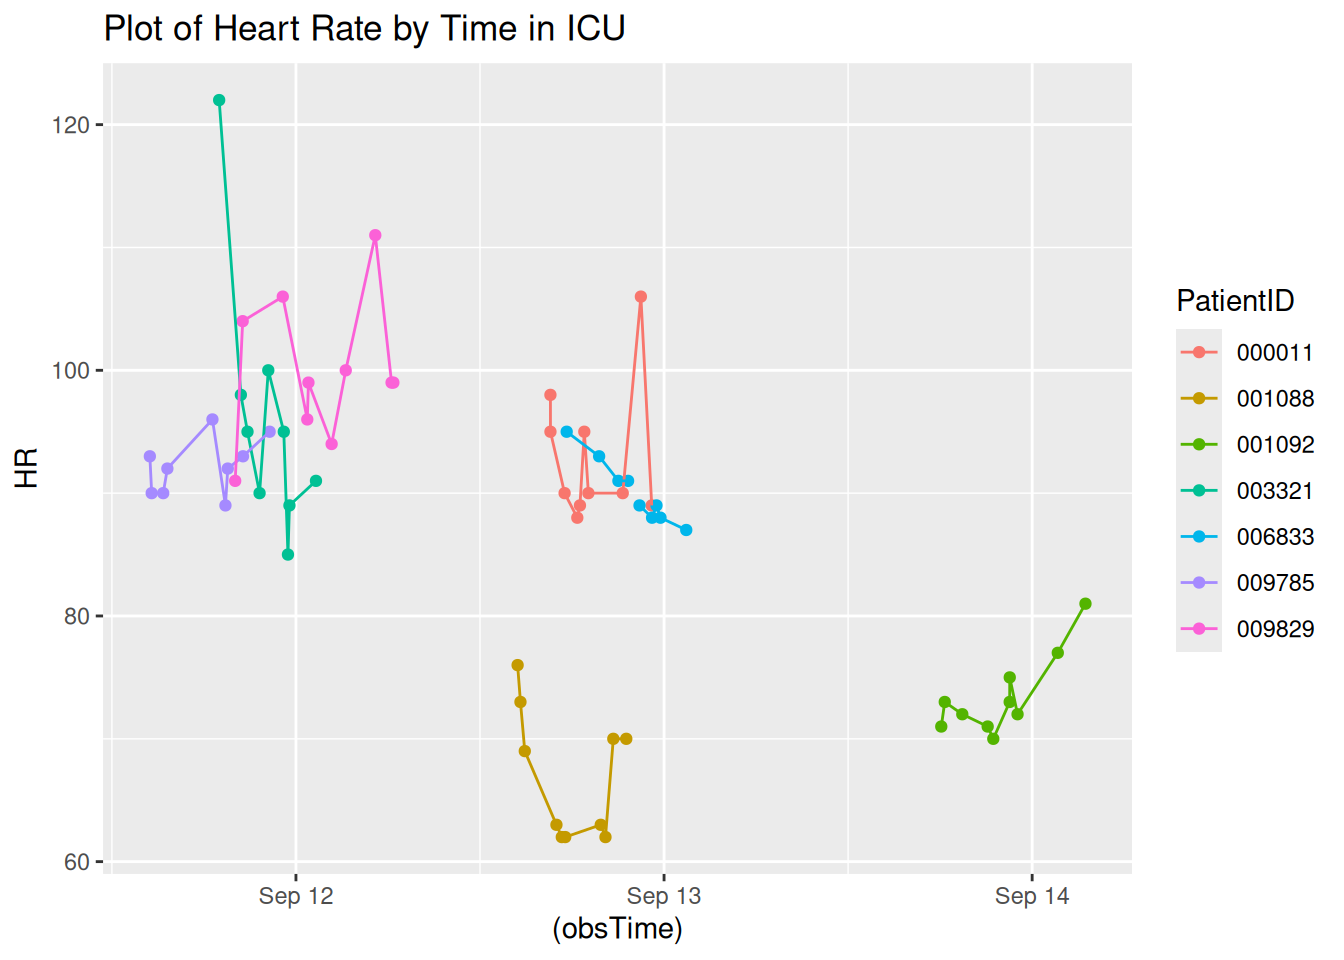 Plot of Heart Rate by Time in ICU
HR
120
100
80
60
Sep 12
Sep 13
Sep 14
(obsTime)
PatientID
000011
001088
001092
003321
006833
009785
009829